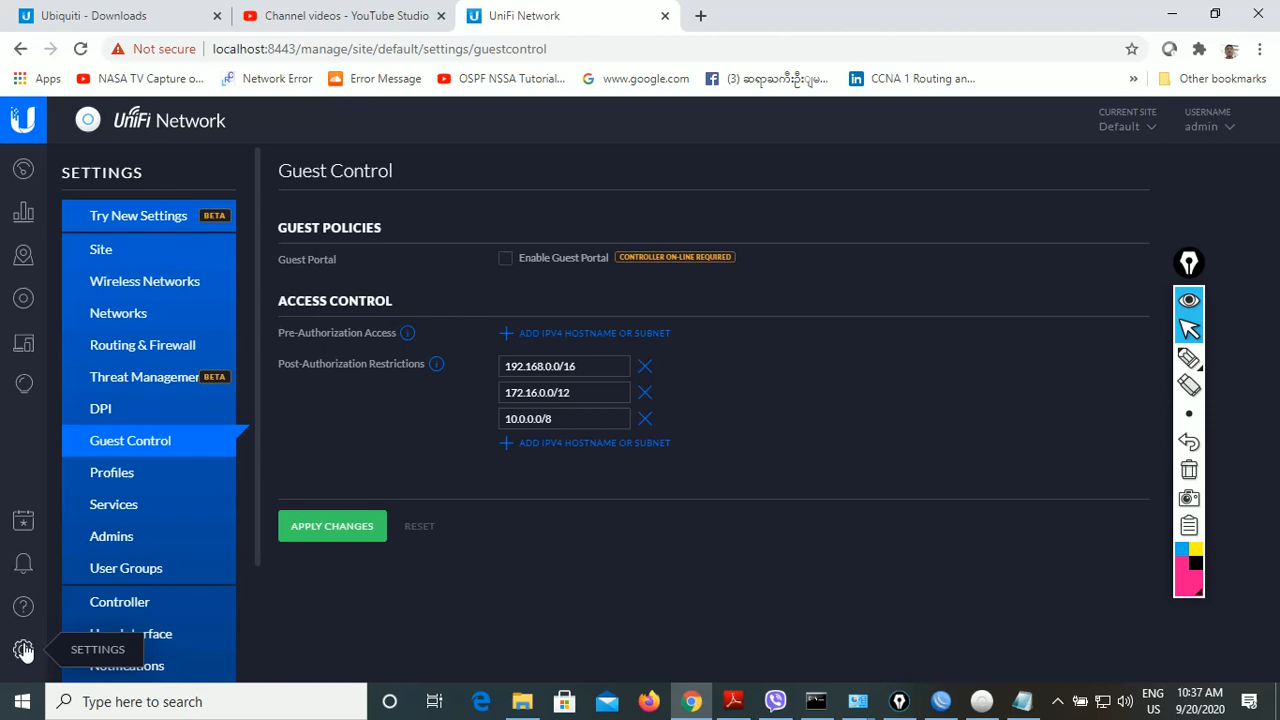 Ubiquiti - Downloads
Channel videos - YouTube Studio
UniFi Network
Not secure
localhost:8443/manage/site/default/settings/guestcontrol
Apps
NASA TV Capture o...
Network Error
Error Message
OSPF NSSA Tutorial...
www.google.com
(3) ဆရာႀကီးဦးျမ...
CCNA 1 Routing an...
»
Other bookmarks
UniFi Network
CURRENT SITE
Default
USERNAME
admin
SETTINGS
Try New Settings BETA
Site
Wireless Networks
Networks
Routing & Firewall
Threat Managemen BETA
DPI
Guest Control
Profiles
Services
Admins
User Groups
Controller
Notifications
SETTINGS
Guest Control
GUEST POLICIES
Guest Portal
Enable Guest Portal CONTROLLER ON-LINE REQUIRED
ACCESS CONTROL
Pre-Authorization Access
ADD IPV4 HOSTNAME OR SUBNET
Post-Authorization Restrictions
192.168.0.0/16
172.16.0.0/12
10.0.0.0/8
ADD IPV4 HOSTNAME OR SUBNET
APPLY CHANGES
RESET
Type here to search
ENG
US
10:37 AM
9/20/2020